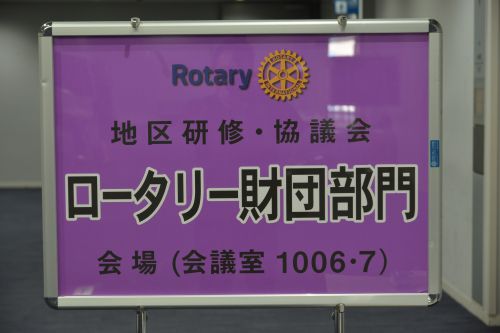 Rotary
地区研修・協議会
ロータリー財団部門
会場 (会議室 1006・7)